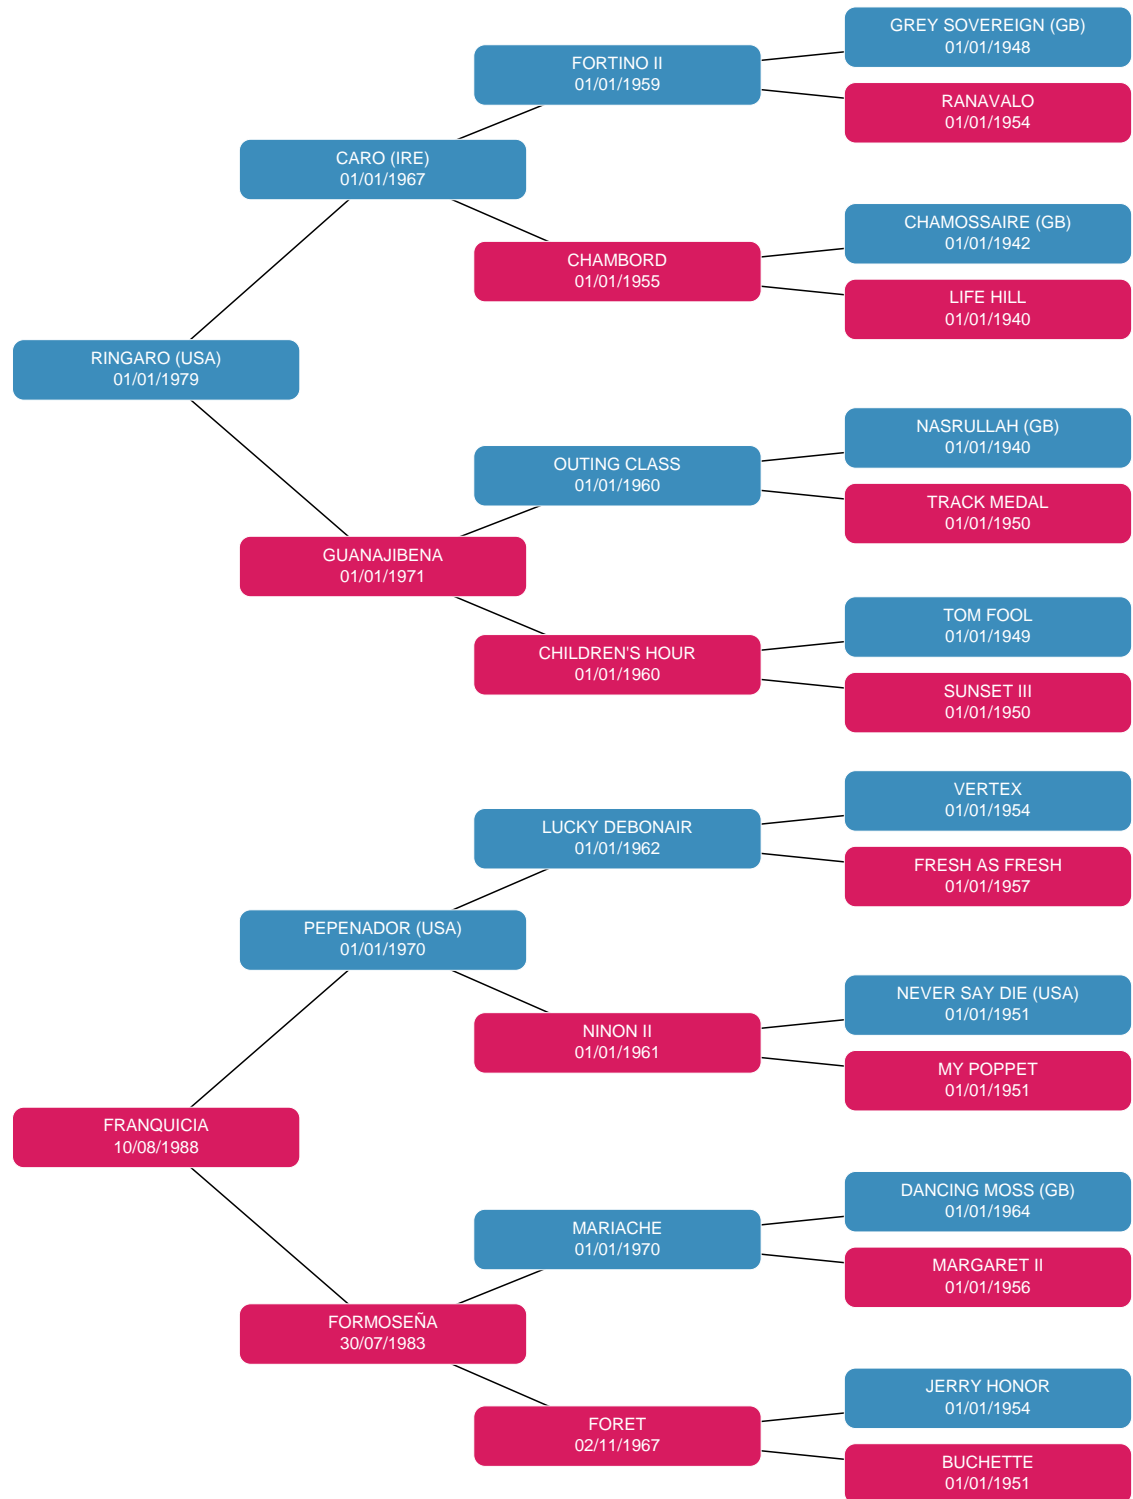 GREY SOVEREIGN (GB)
01/01/1948
FORTINO II
01/01/1959
RANAVALO
01/01/1954
CARO (IRE)
01/01/1967
CHAMOSSAIRE (GB)
01/01/1942
CHAMBORD
01/01/1955
LIFE HILL
01/01/1940
RINGARO (USA)
01/01/1979
NASRULLAH (GB)
01/01/1940
OUTING CLASS
01/01/1960
TRACK MEDAL
01/01/1950
GUANAJIBENA
01/01/1971
TOM FOOL
01/01/1949
CHILDREN'S HOUR
01/01/1960
SUNSET III
01/01/1950
VERTEX
01/01/1954
LUCKY DEBONAIR
01/01/1962
FRESH AS FRESH
01/01/1957
PEPENADOR (USA)
01/01/1970
NEVER SAY DIE (USA)
01/01/1951
NINON II
01/01/1961
MY POPPET
01/01/1951
FRANQUICIA
10/08/1988
DANCING MOSS (GB)
01/01/1964
MARIACHE
01/01/1970
MARGARET II
01/01/1956
FORMOSEÑA
30/07/1983
JERRY HONOR
01/01/1954
FORET
02/11/1967
BUCHETTE
01/01/1951